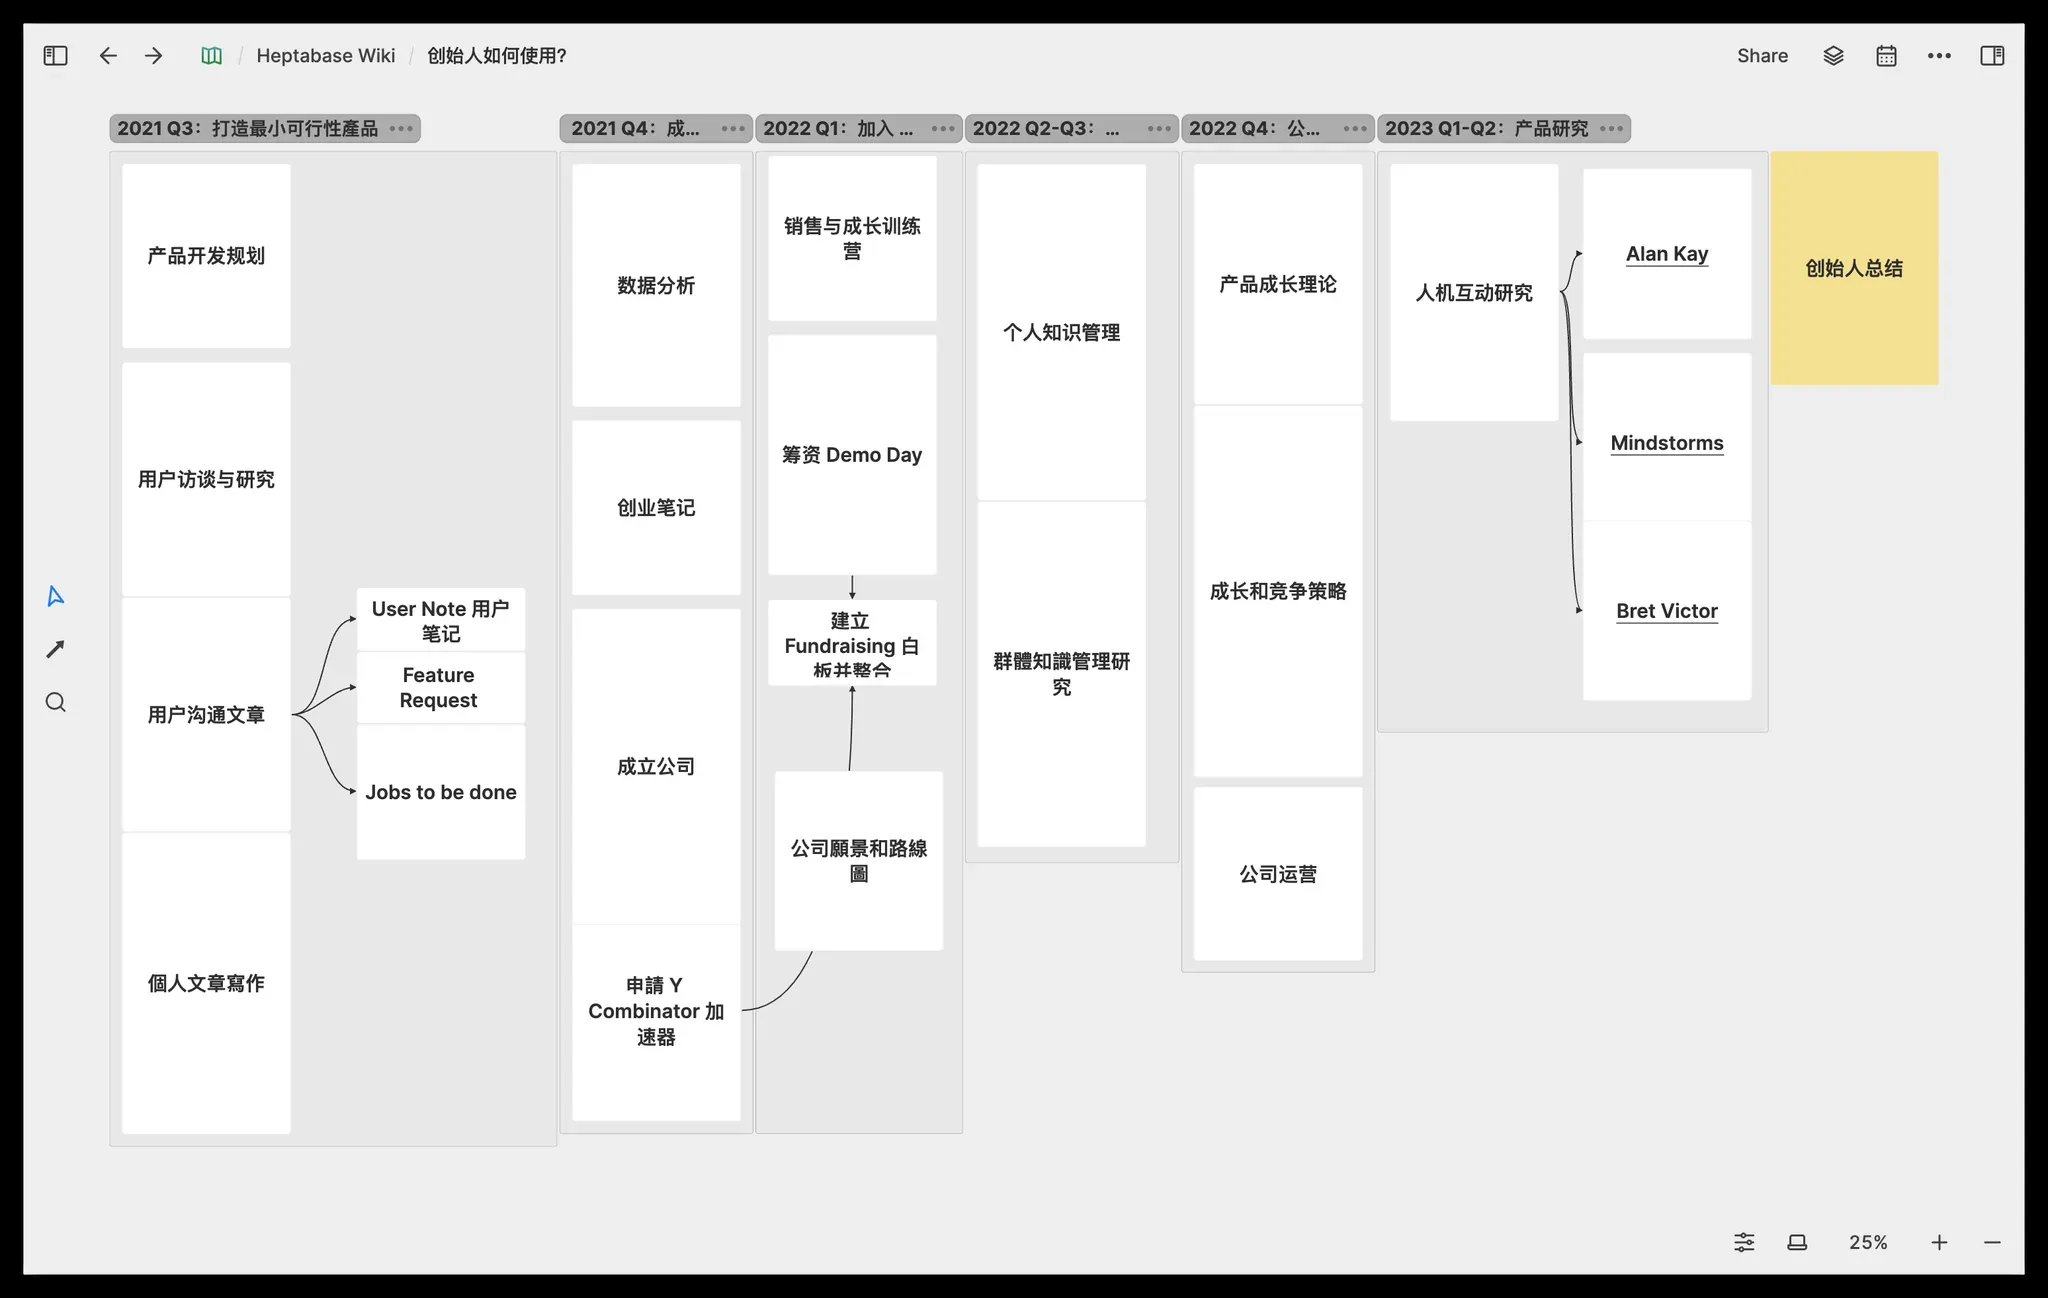 Heptabase Wiki / 创始人如何使用?
Share
2021 Q3：打造最小可行性產品
产品开发规划
用户访谈与研究
用户沟通文章
個人文章寫作
User Note 用户
笔记
Feature
Request
Jobs to be done
2021 Q4：成...
数据分析
创业笔记
成立公司
申請 Y
Combinator 加
速器
2022 Q1：加入 ...
销售与成长训练
营
筹资 Demo Day
建立
Fundraising 白
板并整合
公司願景和路線
圖
2022 Q2-Q3：...
个人知识管理
群體知識管理研
究
2022 Q4：公...
产品成长理论
成长和竞争策略
公司运营
2023 Q1-Q2：产品研究
人机互动研究
Alan Kay
Mindstorms
Bret Victor
创始人总结
25%